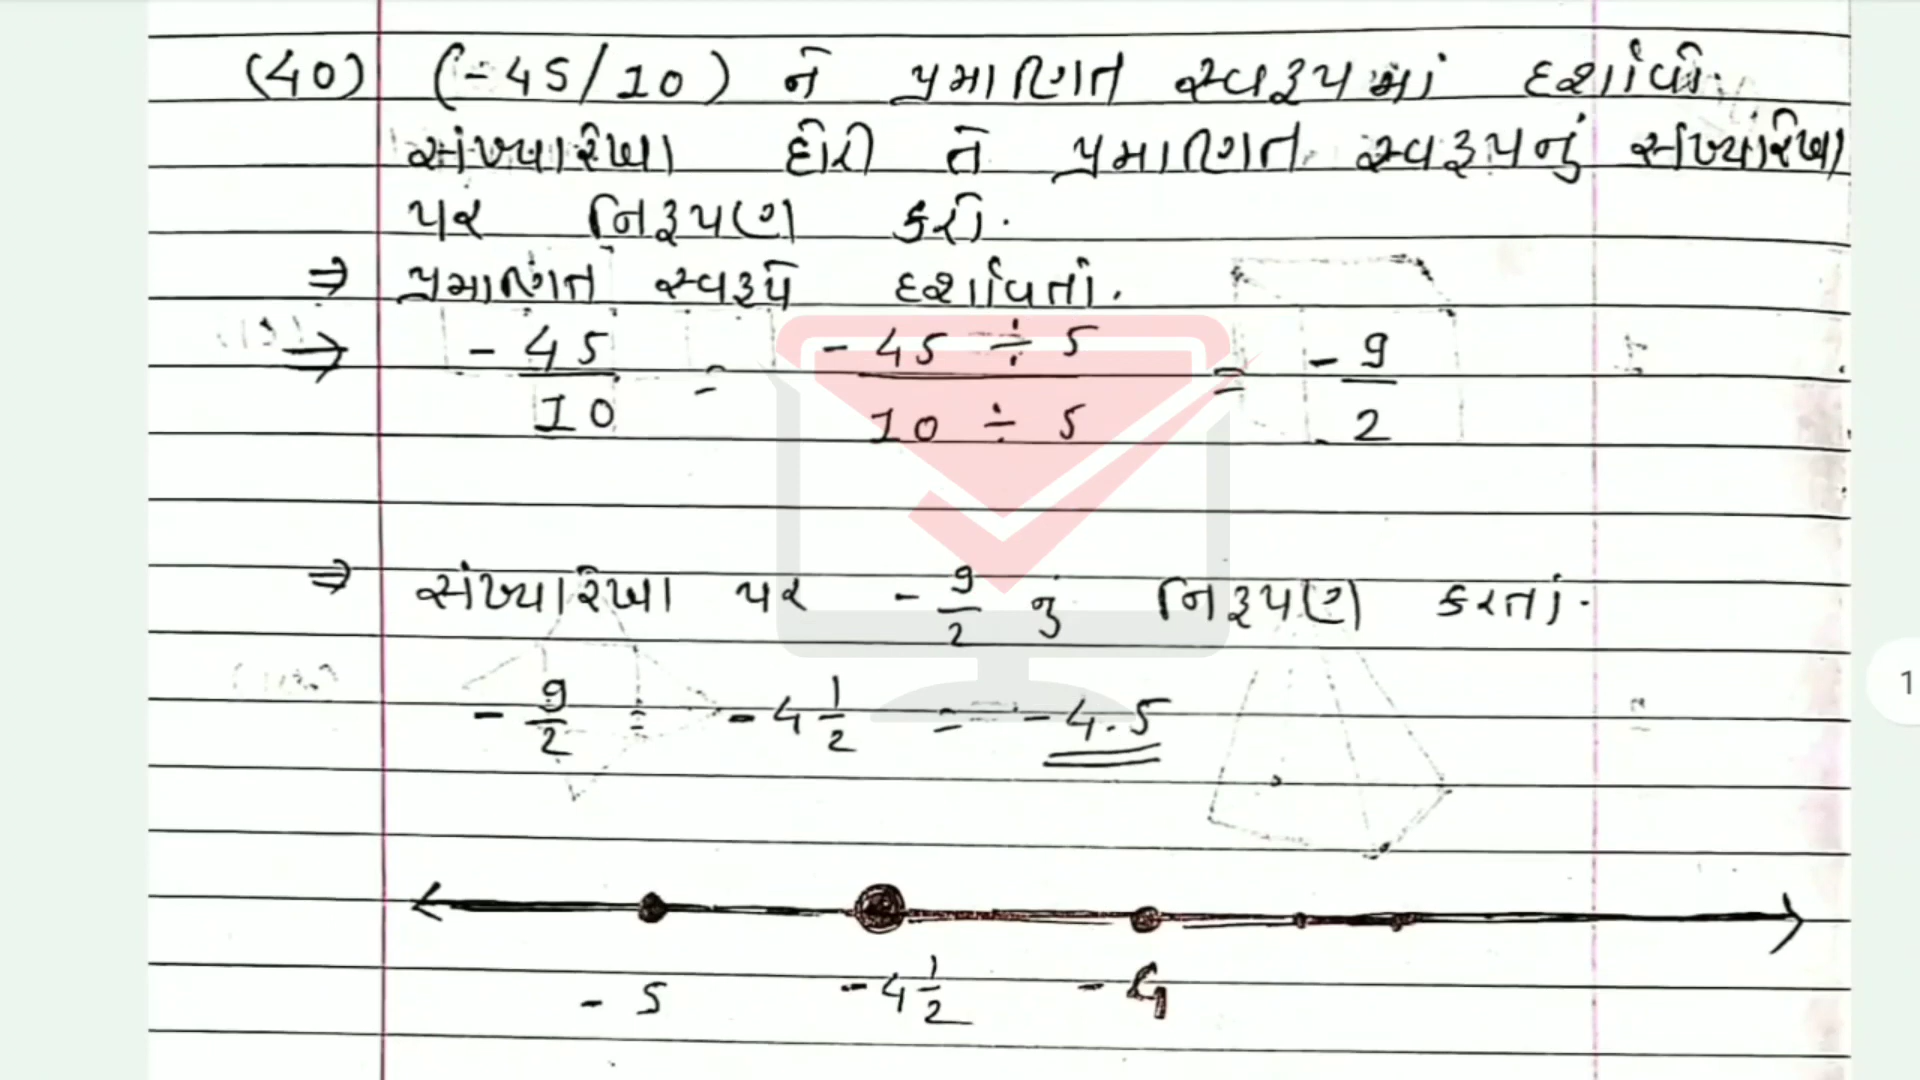 (40) (-45/10) ને પ્રમાણિત સ્વરૂપમાં દર્શાવો.
સંખ્યારેખા દોરી તે પ્રમાણિત સ્વરૂપનું સંખ્યારેખા
પર નિરૂપણ કરો.
⇒ પ્રમાણિત સ્વરૂપે દર્શાવતાં.
⇒ -45/10 = -45 ÷ 5/10 ÷ 5 = -9/2
⇒ સંખ્યારેખા પર -9/2 નું નિરૂપણ કરતાં.
-9/2 = -4 1/2 = -4.5
-5 -4 1/2 -4
1